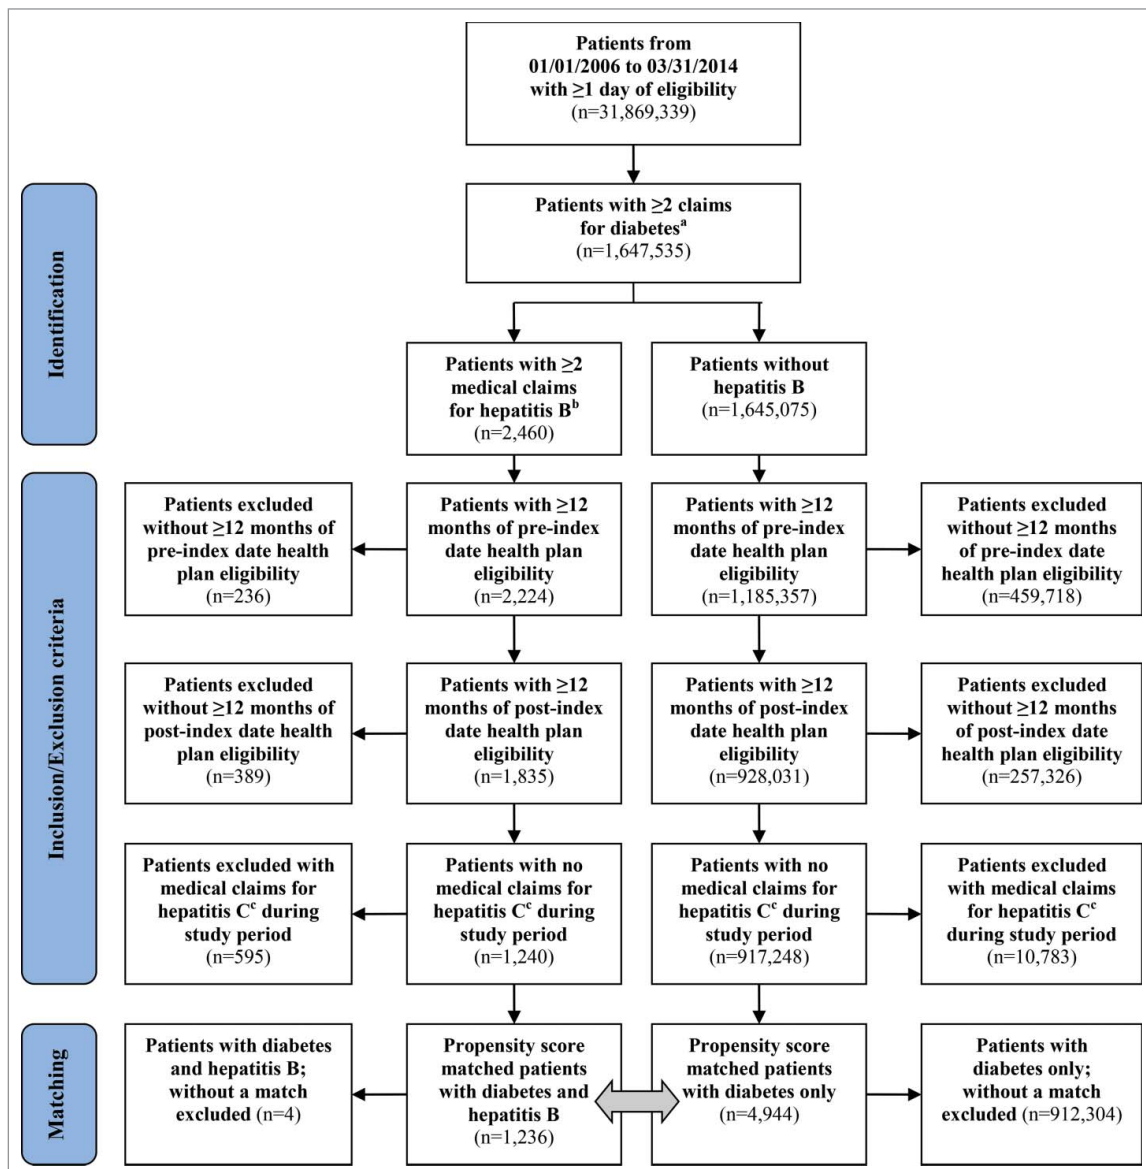 Patients from
01/01/2006 to 03/31/2014
with ≥1 day of eligibility
(n=31,869,339)
Identification
Patients with ≥2 claims
for diabetesᵃ
(n=1,647,535)
Patients with ≥2
medical claims
for hepatitis Bᵇ
(n=2,460)
Patients without
hepatitis B
(n=1,645,075)
Inclusion/Exclusion criteria
Patients excluded
without ≥12 months of
pre-index date health
plan eligibility
(n=236)
Patients with ≥12
months of pre-index
date health plan
eligibility
(n=2,224)
Patients with ≥12
months of pre-index
date health plan
eligibility
(n=1,185,357)
Patients excluded
without ≥12 months
of pre-index date
health plan eligibility
(n=459,718)
Patients excluded
without ≥12 months of
post-index date health
plan eligibility
(n=389)
Patients with ≥12
months of post-index
date health plan
eligibility
(n=1,835)
Patients with ≥12
months of post-index
date health plan
eligibility
(n=928,031)
Patients excluded
without ≥12 months
of post-index date
health plan eligibility
(n=257,326)
Patients excluded with
medical claims for
hepatitis Cᶜ during
study period
(n=595)
Patients with no
medical claims for
hepatitis Cᶜ during
study period
(n=1,240)
Patients with no
medical claims for
hepatitis Cᶜ during
study period
(n=917,248)
Patients excluded
with medical claims
for hepatitis Cᶜ
during study period
(n=10,783)
Matching
Patients with diabetes
and hepatitis B;
without a match
excluded (n=4)
Propensity score
matched patients
with diabetes and
hepatitis B
(n=1,236)
Propensity score
matched patients
with diabetes only
(n=4,944)
Patients with
diabetes only;
without a match
excluded (n=912,304)